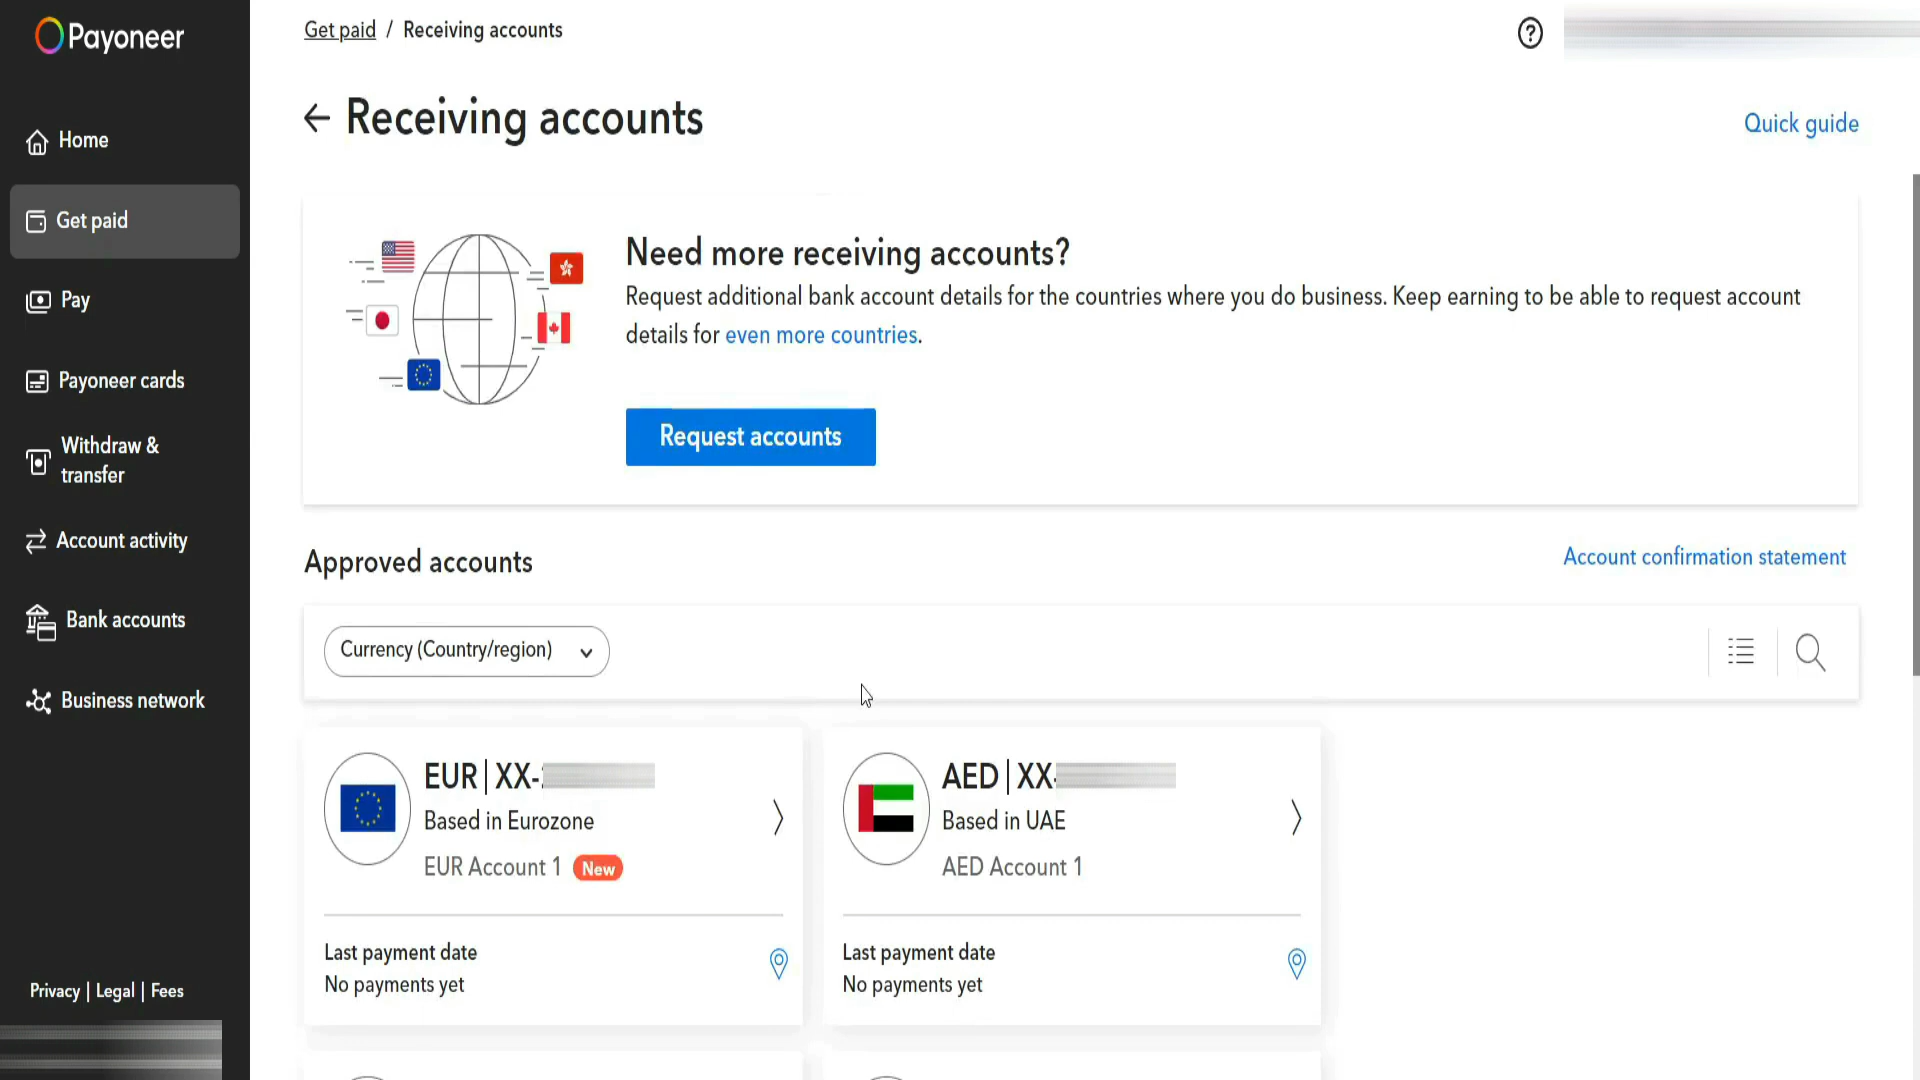 Payoneer
Home
Get paid
Pay
Payoneer cards
Withdraw &
transfer
Account activity
Bank accounts
Business network
Privacy | Legal | Fees
Get paid / Receiving accounts
Receiving accounts
Quick guide
Need more receiving accounts?
Request additional bank account details for the countries where you do business. Keep earning to be able to request account
details for even more countries.
Request accounts
Approved accounts
Account confirmation statement
Currency (Country/region)
EUR | XX-
Based in Eurozone
EUR Account 1 New
Last payment date
No payments yet
AED | XX-
Based in UAE
AED Account 1
Last payment date
No payments yet